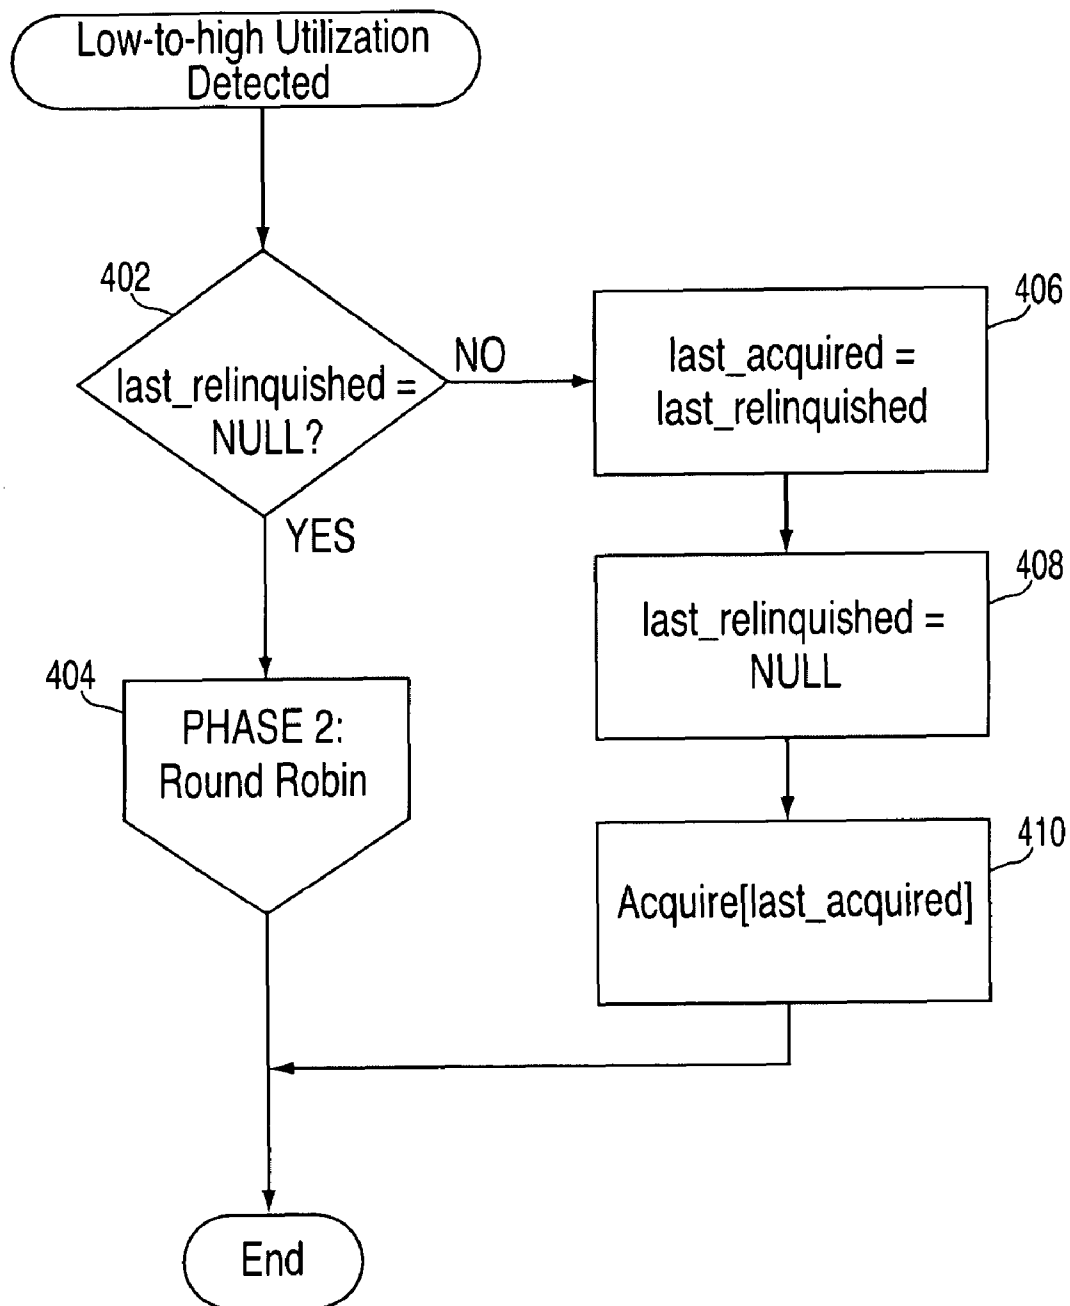 Low-to-high Utilization
Detected
402
last_relinquished =
NULL?
NO
YES
406
last_acquired =
last_relinquished
408
last_relinquished =
NULL
404
PHASE 2:
Round Robin
410
Acquire[last_acquired]
End